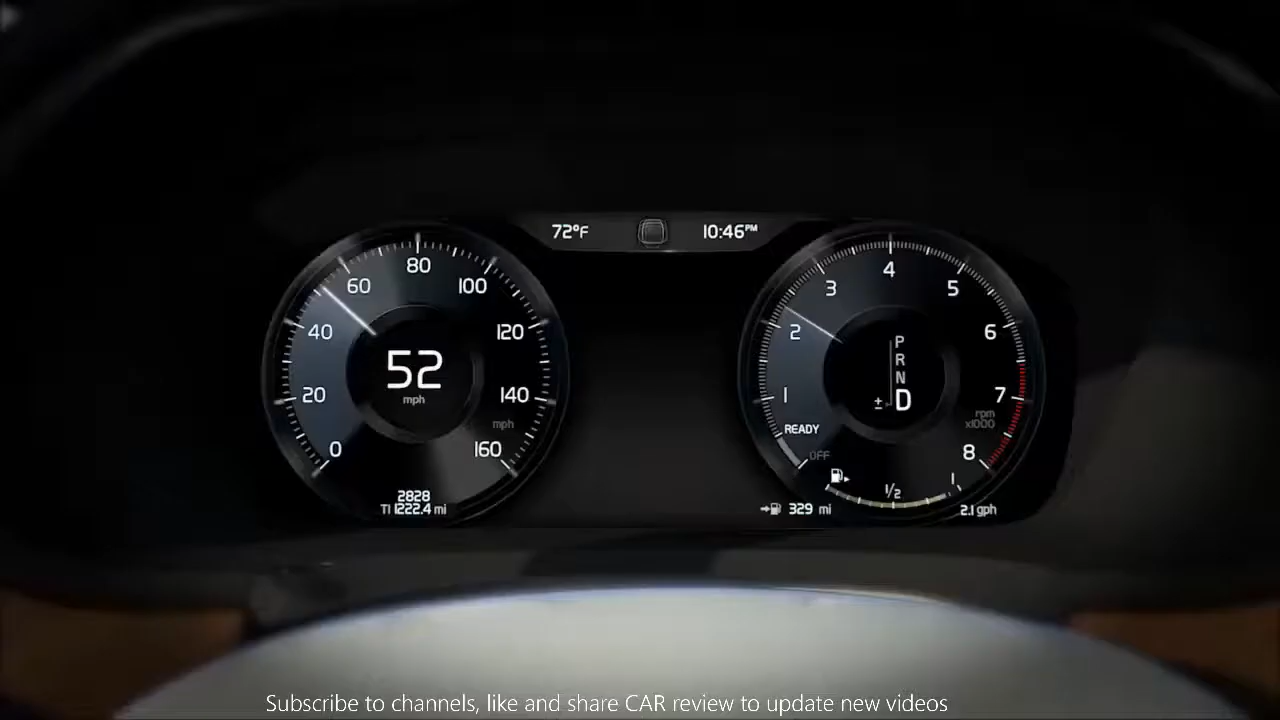 72°F
10:46PM
0
20
40
60
80
100
120
140
160
mph
52
mph
2828
T1 1222.4 mi
OFF
READY
1
2
3
4
5
6
7
8
rpm
x1000
P
R
N
D
±
1/2
1
329 mi
2.1 gph
Subscribe to channels, like and share CAR review to update new videos